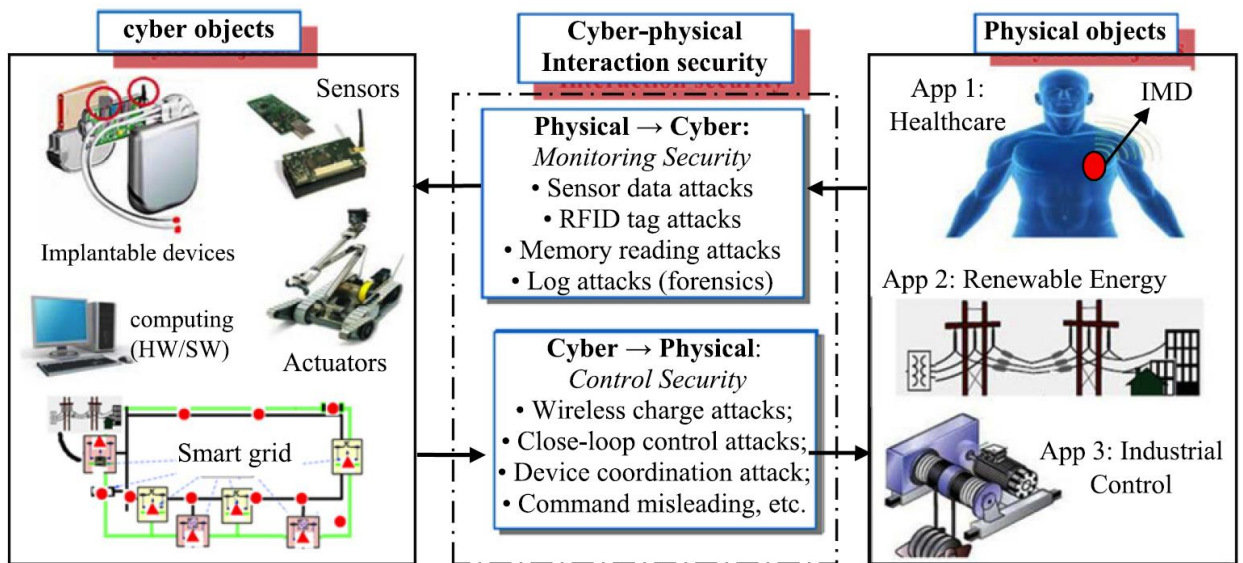 cyber objects
Sensors
Implantable devices
computing
(HW/SW)
Actuators
Smart grid
Cyber-physical
Interaction security
Physical → Cyber:
Monitoring Security
• Sensor data attacks
• RFID tag attacks
• Memory reading attacks
• Log attacks (forensics)
Cyber → Physical:
Control Security
• Wireless charge attacks;
• Close-loop control attacks;
• Device coordination attack;
• Command misleading, etc.
Physical objects
App 1:
Healthcare
IMD
App 2: Renewable Energy
App 3: Industrial
Control